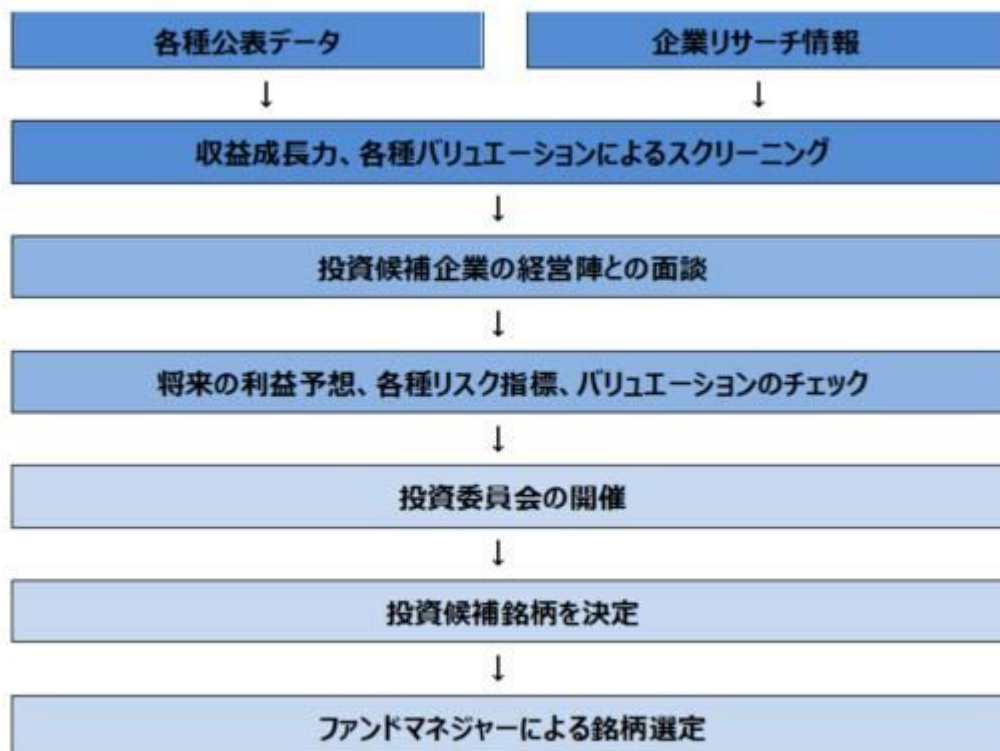 各種公表データ
企業リサーチ情報
↓ ↓
収益成長力、各種バリュエーションによるスクリーニング
↓
投資候補企業の経営陣との面談
↓
将来の利益予想、各種リスク指標、バリュエーションのチェック
↓
投資委員会の開催
↓
投資候補銘柄を決定
↓
ファンドマネジャーによる銘柄選定